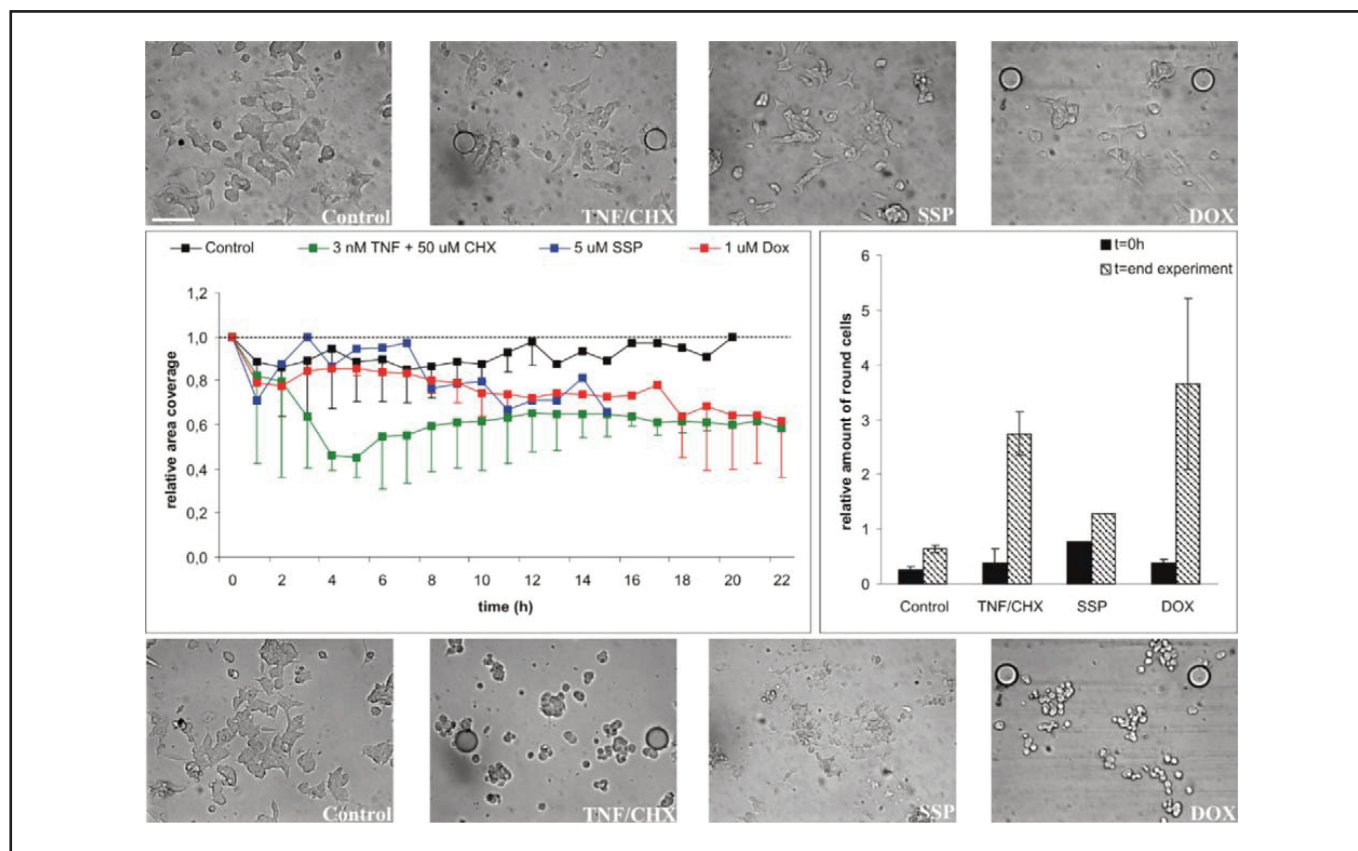 Control
TNF/CHX
SSP
DOX
Control 3 nM TNF + 50 uM CHX 5 uM SSP 1 uM Dox
relative area coverage
1,2
1,0
0,8
0,6
0,4
0,2
0,0
0 2 4 6 8 10 12 14 16 18 20 22
time (h)
t=0h
t=end experiment
relative amount of round cells
6
5
4
3
2
1
0
Control TNF/CHX SSP DOX
Control
TNF/CHX
SSP
DOX